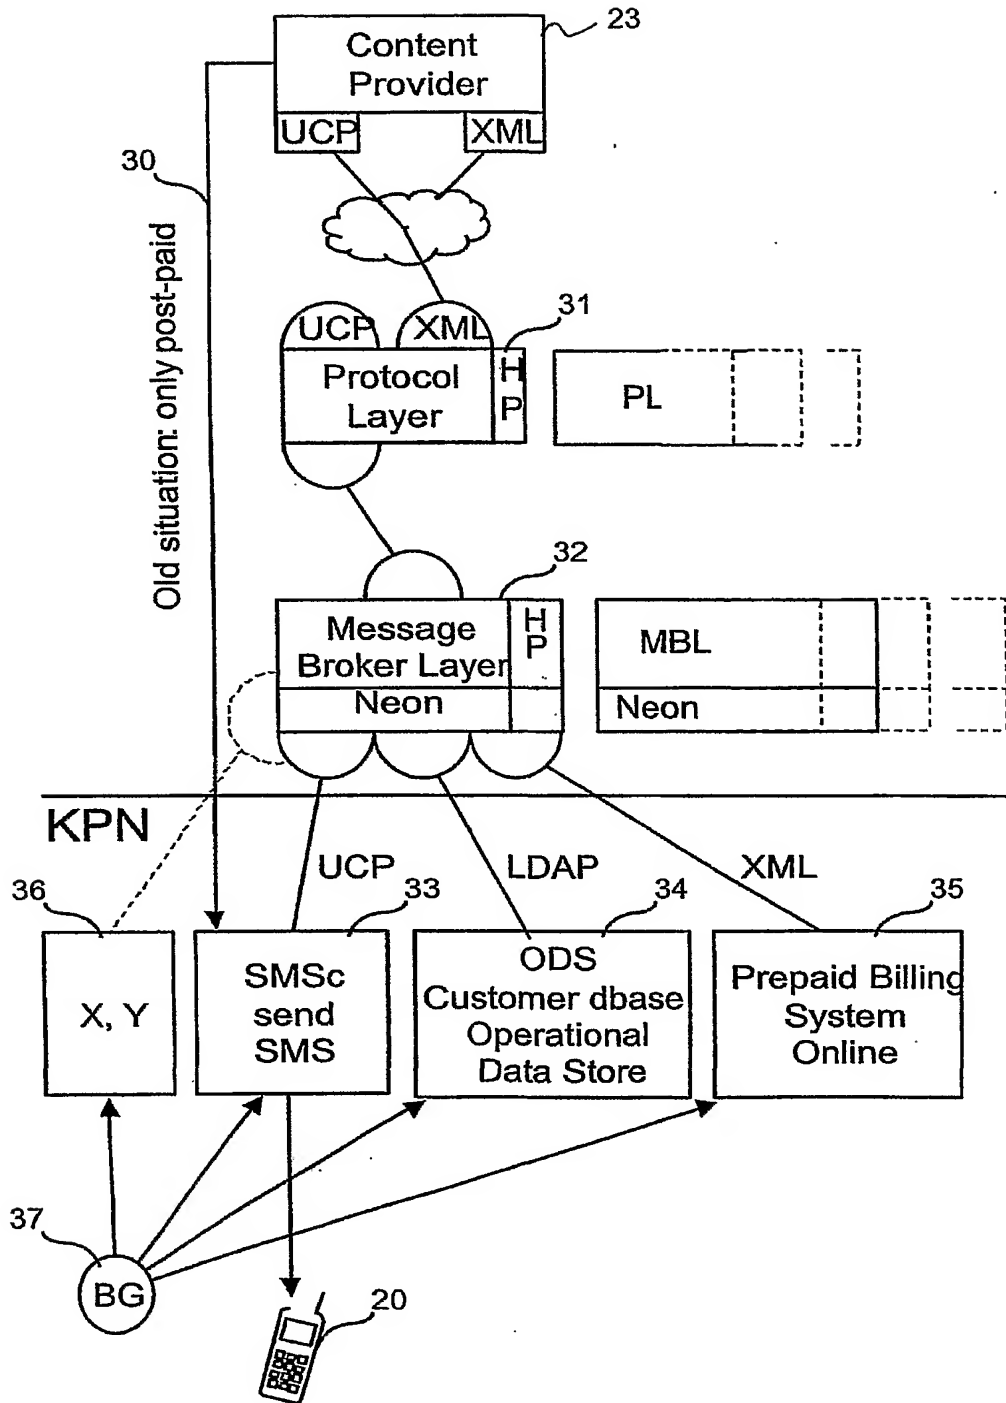 23
Content
Provider
UCP
XML
30
Old situation: only post-paid
31
UCP
XML
Protocol
Layer
H
P
PL
32
Message
Broker Layer
H
P
Neon
MBL
Neon
KPN
UCP
LDAP
XML
36
33
34
35
X, Y
SMSc
send
SMS
ODS
Customer dbase
Operational
Data Store
Prepaid Billing
System
Online
37
BG
20